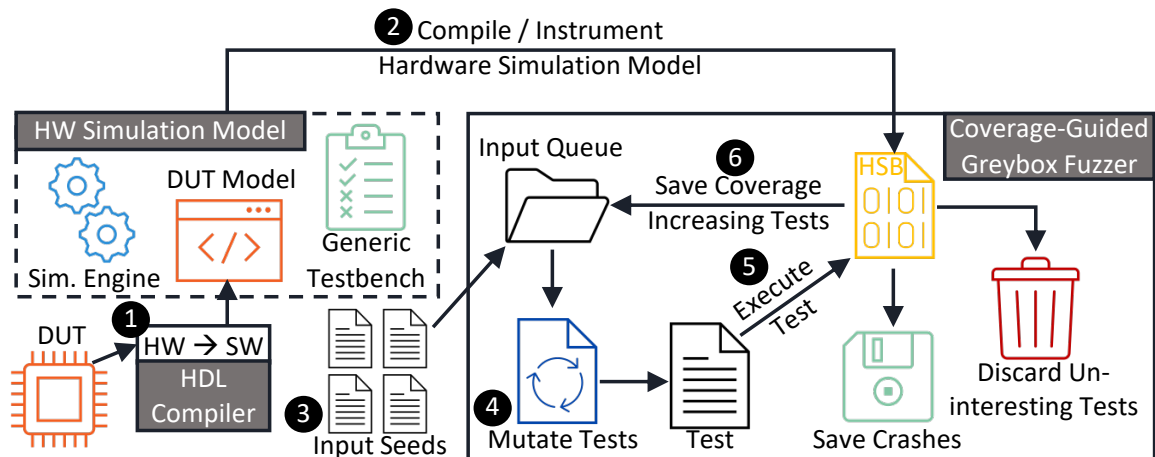 2 Compile / Instrument
Hardware Simulation Model
HW Simulation Model
Sim. Engine
DUT Model
</>
Generic
Testbench
DUT
1
HW → SW
HDL
Compiler
3
Input Seeds
Coverage-Guided
Greybox Fuzzer
Input Queue
6
Save Coverage
Increasing Tests
HSB
0101
0101
5
Execute
Test
4
Mutate Tests
Test
Save Crashes
Discard Un-
interesting Tests